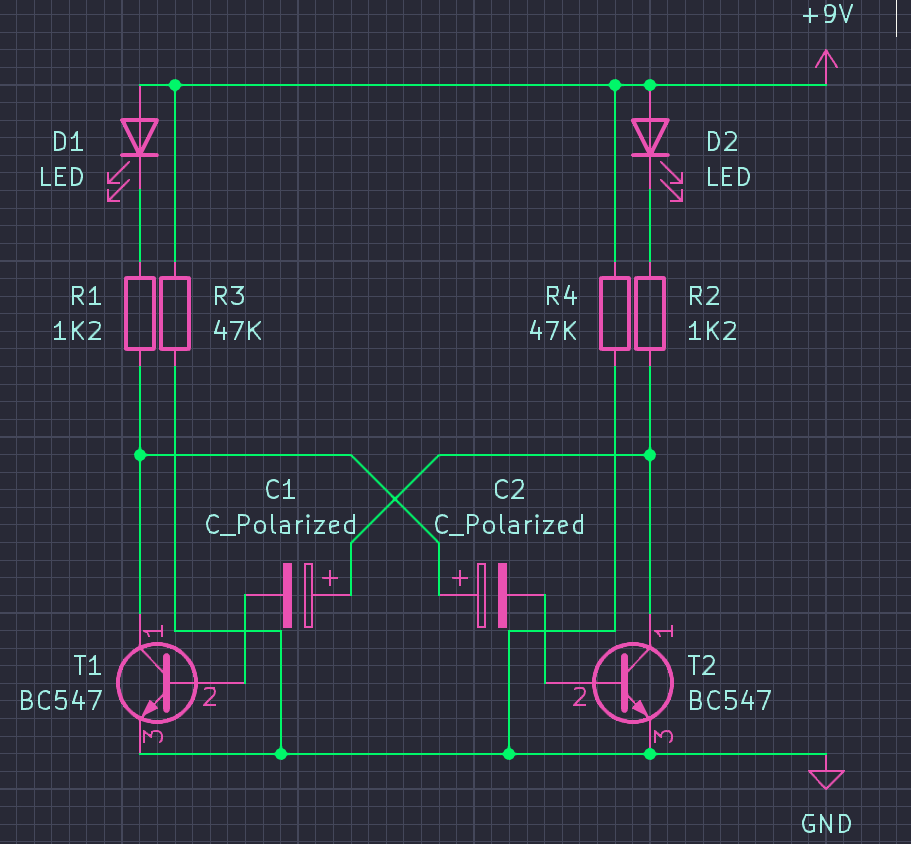 +9V
D1
LED
D2
LED
R1
1K2
R3
47K
R4
47K
R2
1K2
C1
C_Polarized
+
C2
C_Polarized
+
T1
BC547
1
2
3
T2
BC547
1
2
3
GND